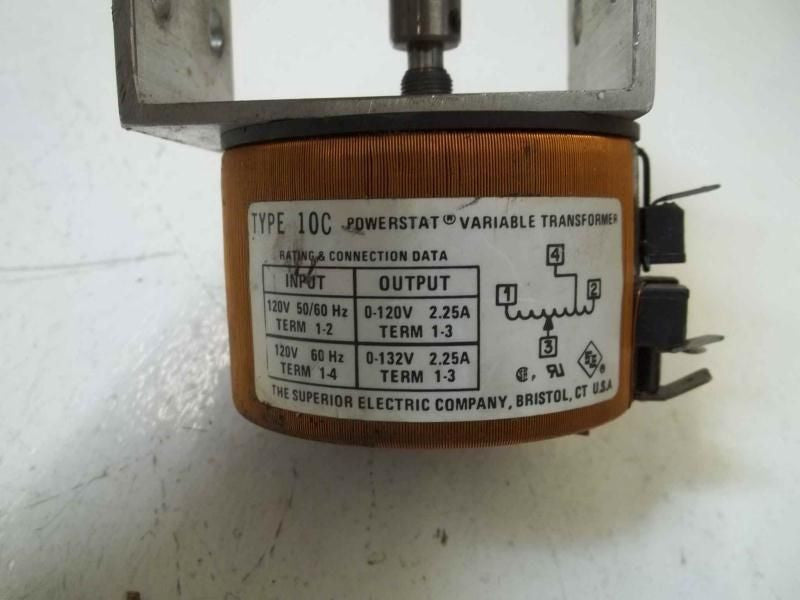 TYPE 10C POWERSTAT® VARIABLE TRANSFORMER
RATING & CONNECTION DATA
INPUT OUTPUT
120V 50/60 Hz 0-120V 2.25A
TERM 1-2 TERM 1-3
120V 60 Hz 0-132V 2.25A
TERM 1-4 TERM 1-3
4
1 2
3
SE ®
THE SUPERIOR ELECTRIC COMPANY, BRISTOL, CT U.S.A